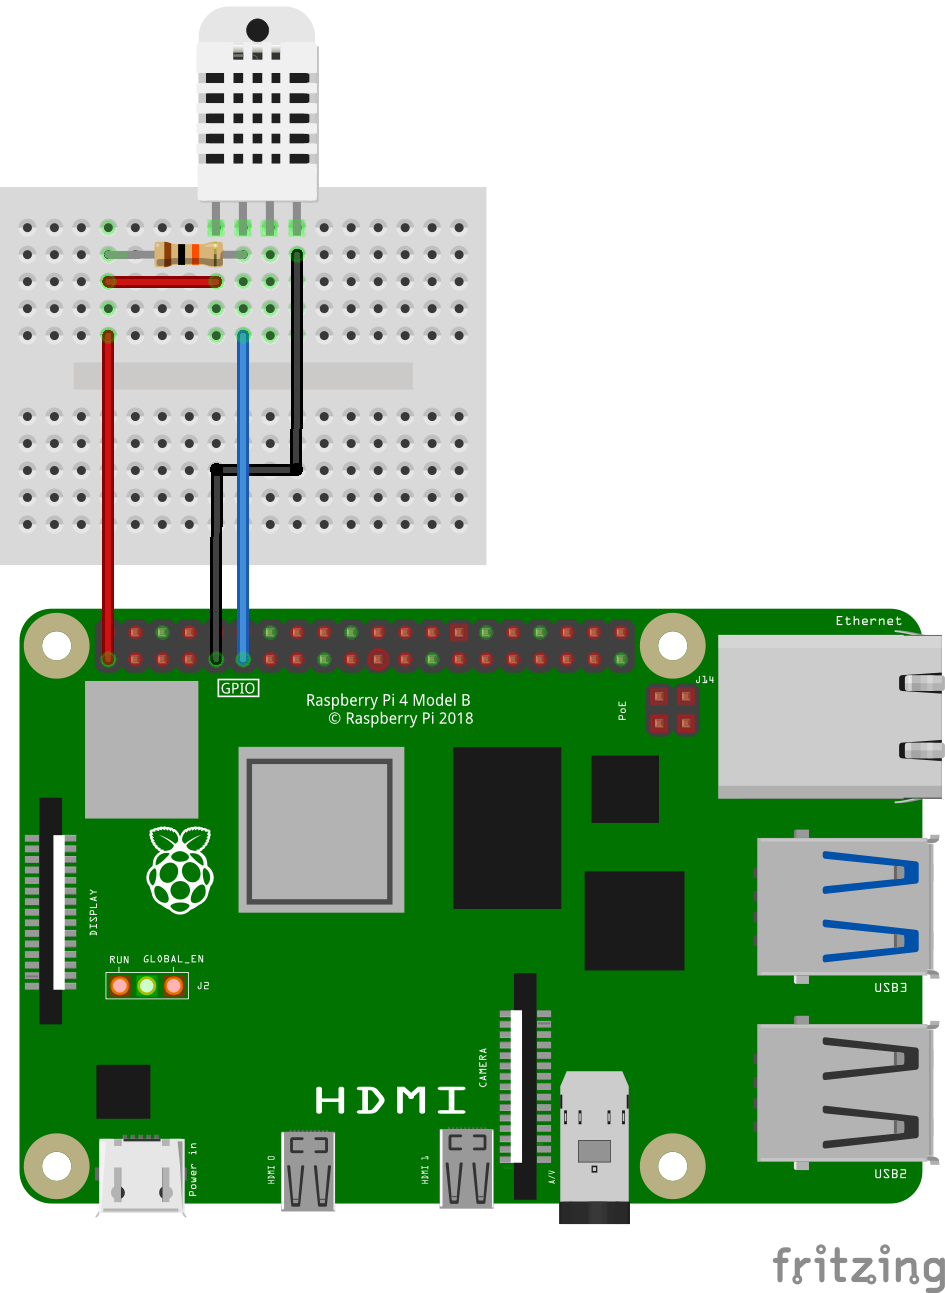 Ethernet
GPIO
J14
Raspberry Pi 4 Model B
© Raspberry Pi 2018
PoE
DISPLAY
RUN GLOBAL_EN
J2
USB3
CAMERA
HDMI
Power in
HDMI 0
HDMI 1
A/V
USB2
fritzing